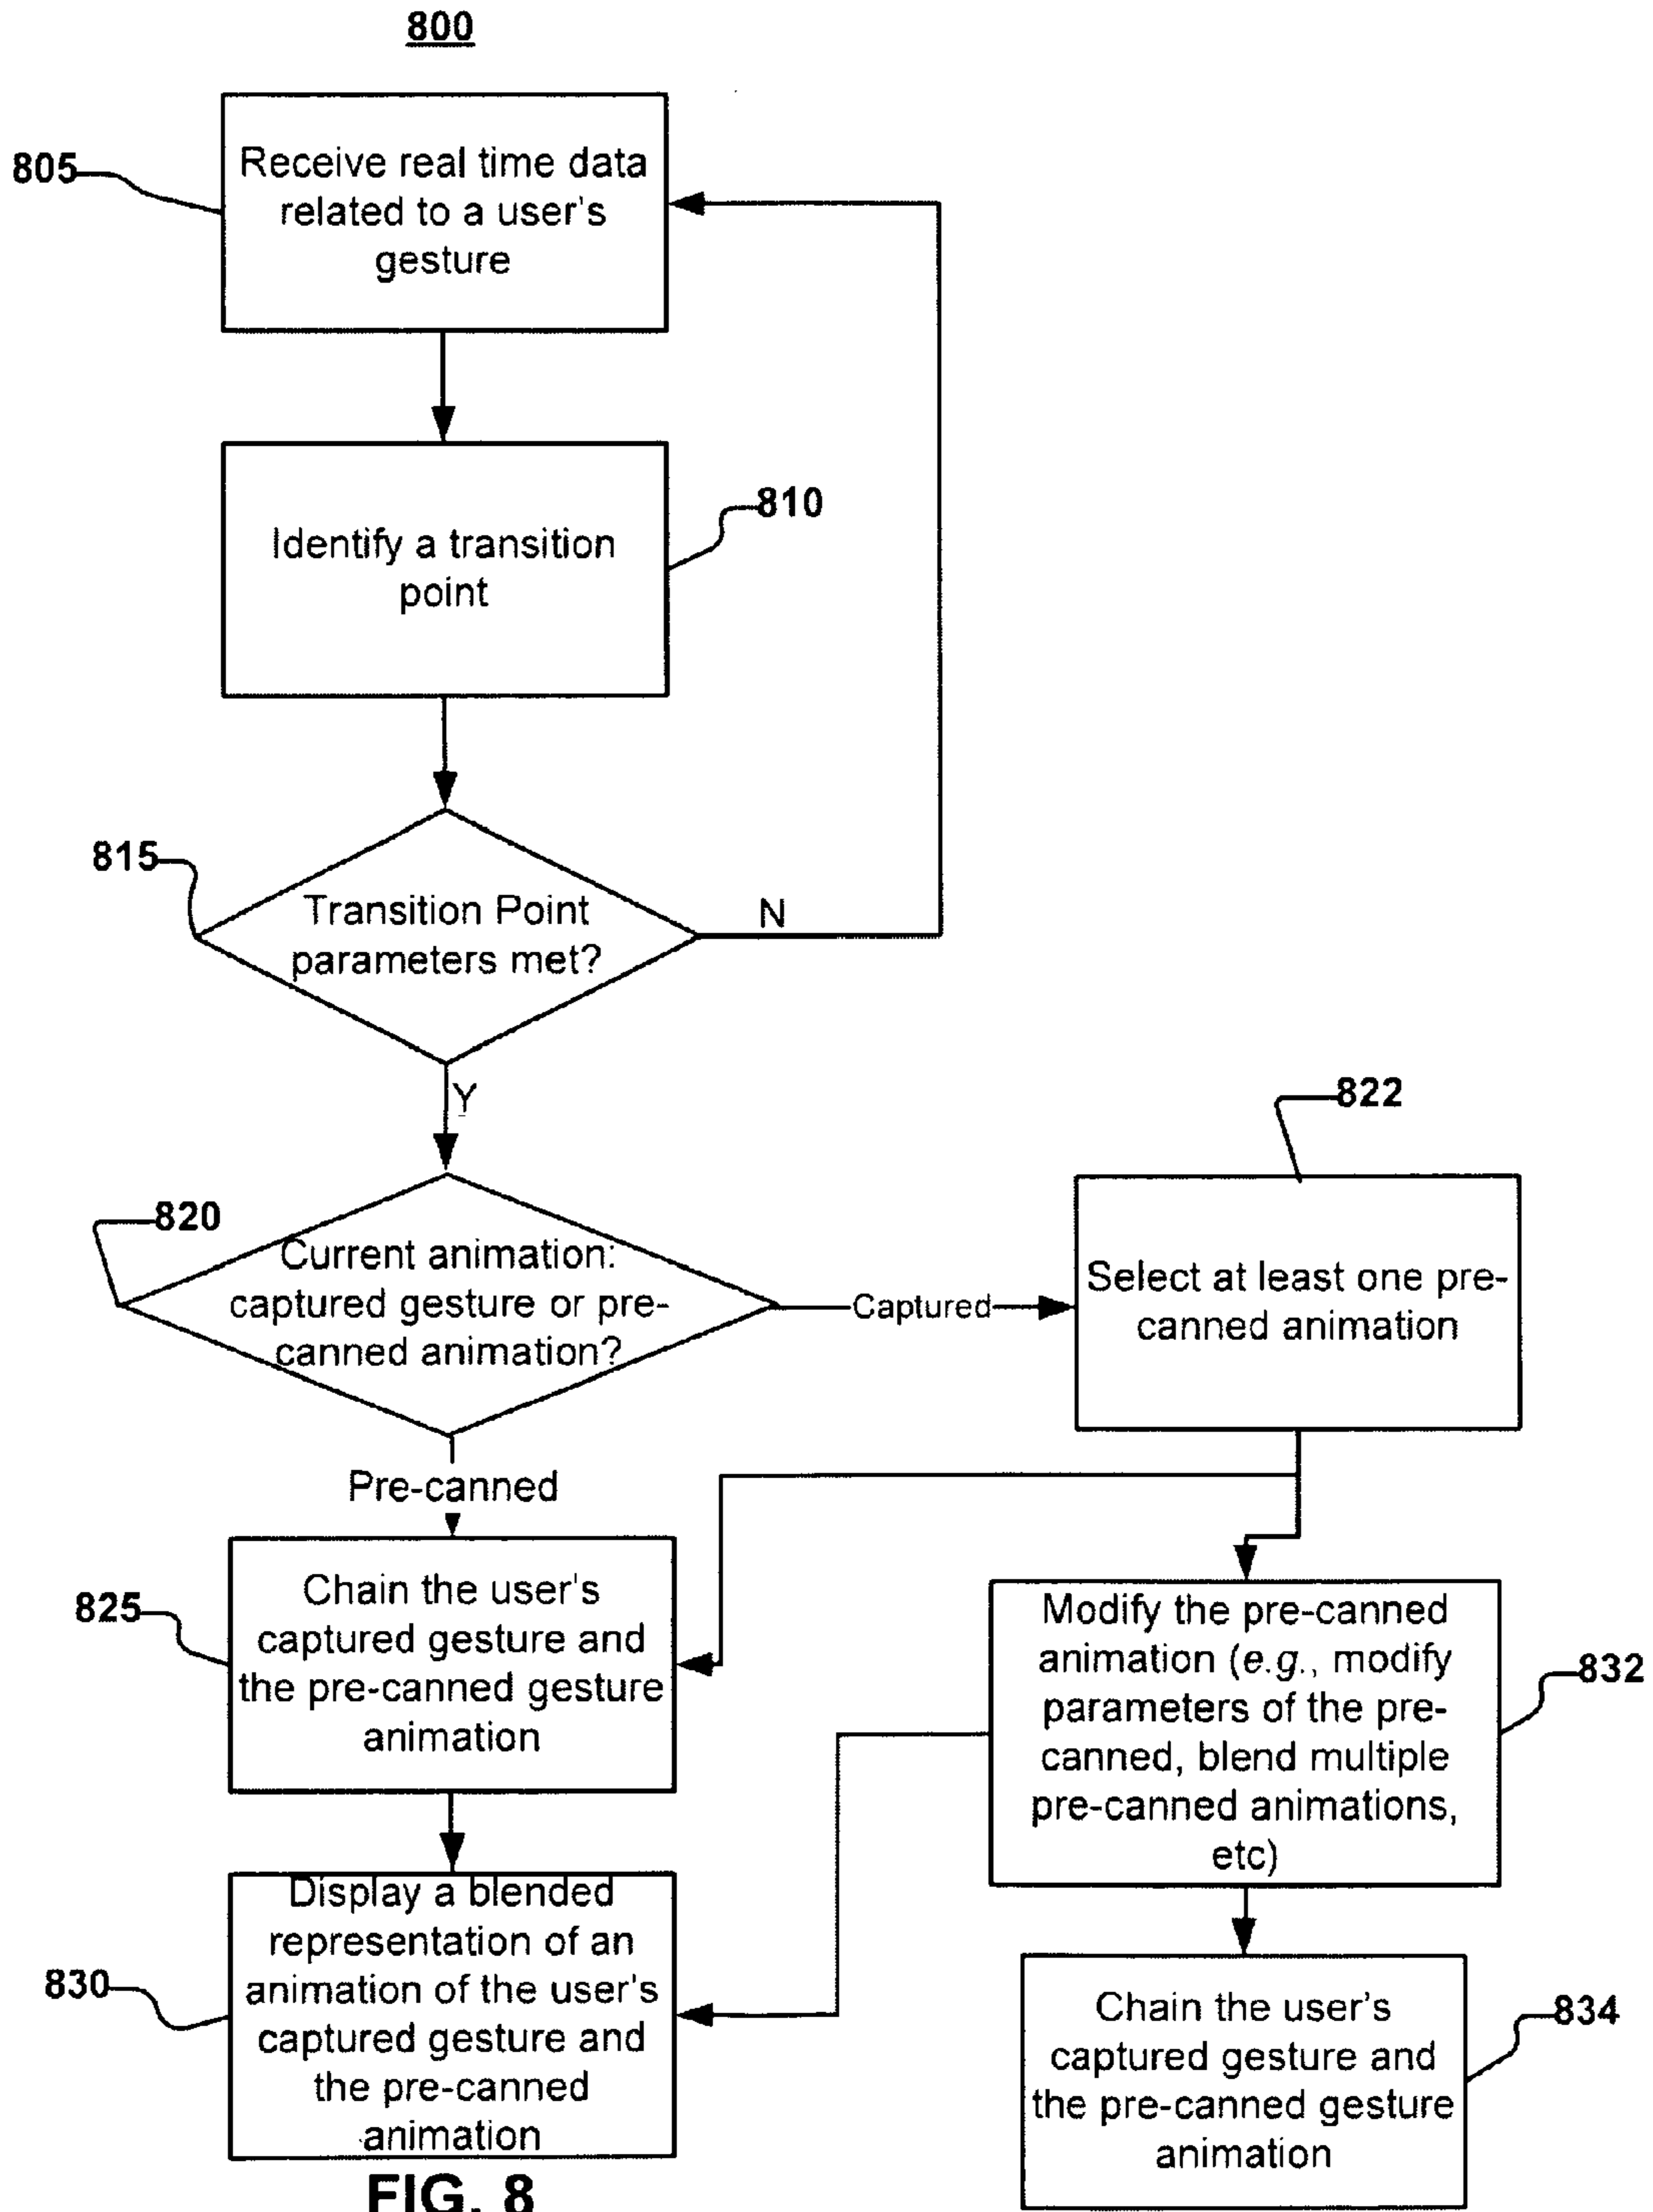 800
805
Receive real time data
related to a user's
gesture
810
Identify a transition
point
815
Transition Point
parameters met?
N
Y
822
820
Current animation:
captured gesture or pre-
canned animation?
Captured
Select at least one pre-
canned animation
Pre-canned
825
Chain the user's
captured gesture and
the pre-canned gesture
animation
Modify the pre-canned
animation (e.g., modify
parameters of the pre-
canned, blend multiple
pre-canned animations,
etc)
832
830
Display a blended
representation of an
animation of the user's
captured gesture and
the pre-canned
animation
Chain the user's
captured gesture and
the pre-canned gesture
animation
834
FIG. 8